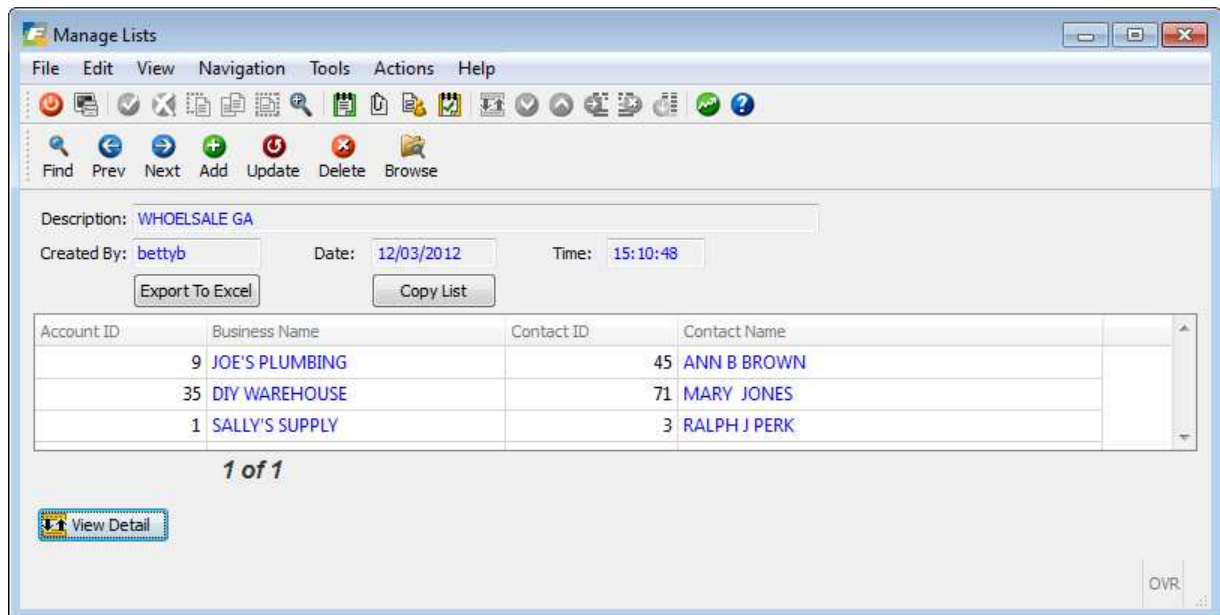 Manage Lists
File Edit View Navigation Tools Actions Help
Find Prev Next Add Update Delete Browse
Description: WHOELSALE GA
Created By: bettyb Date: 12/03/2012 Time: 15:10:48
Export To Excel Copy List
Account ID Business Name Contact ID Contact Name
9 JOE'S PLUMBING 45 ANN B BROWN
35 DIY WAREHOUSE 71 MARY JONES
1 SALLY'S SUPPLY 3 RALPH J PERK
1 of 1
View Detail
OVR